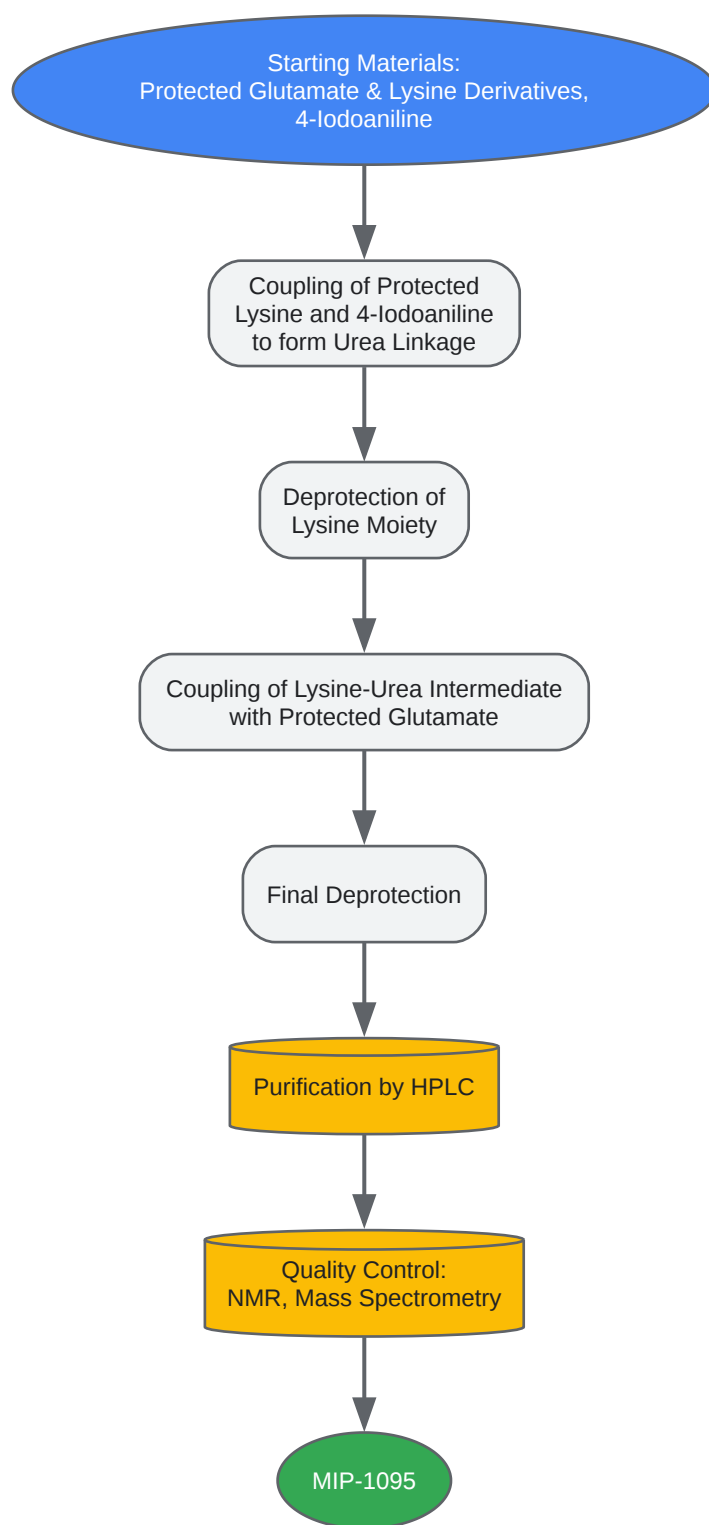 Starting Materials:
Protected Glutamate & Lysine Derivatives,
4-Iodoaniline
Coupling of Protected
Lysine and 4-Iodoaniline
to form Urea Linkage
Deprotection of
Lysine Moiety
Coupling of Lysine-Urea Intermediate
with Protected Glutamate
Final Deprotection
Purification by HPLC
Quality Control:
NMR, Mass Spectrometry
MIP-1095